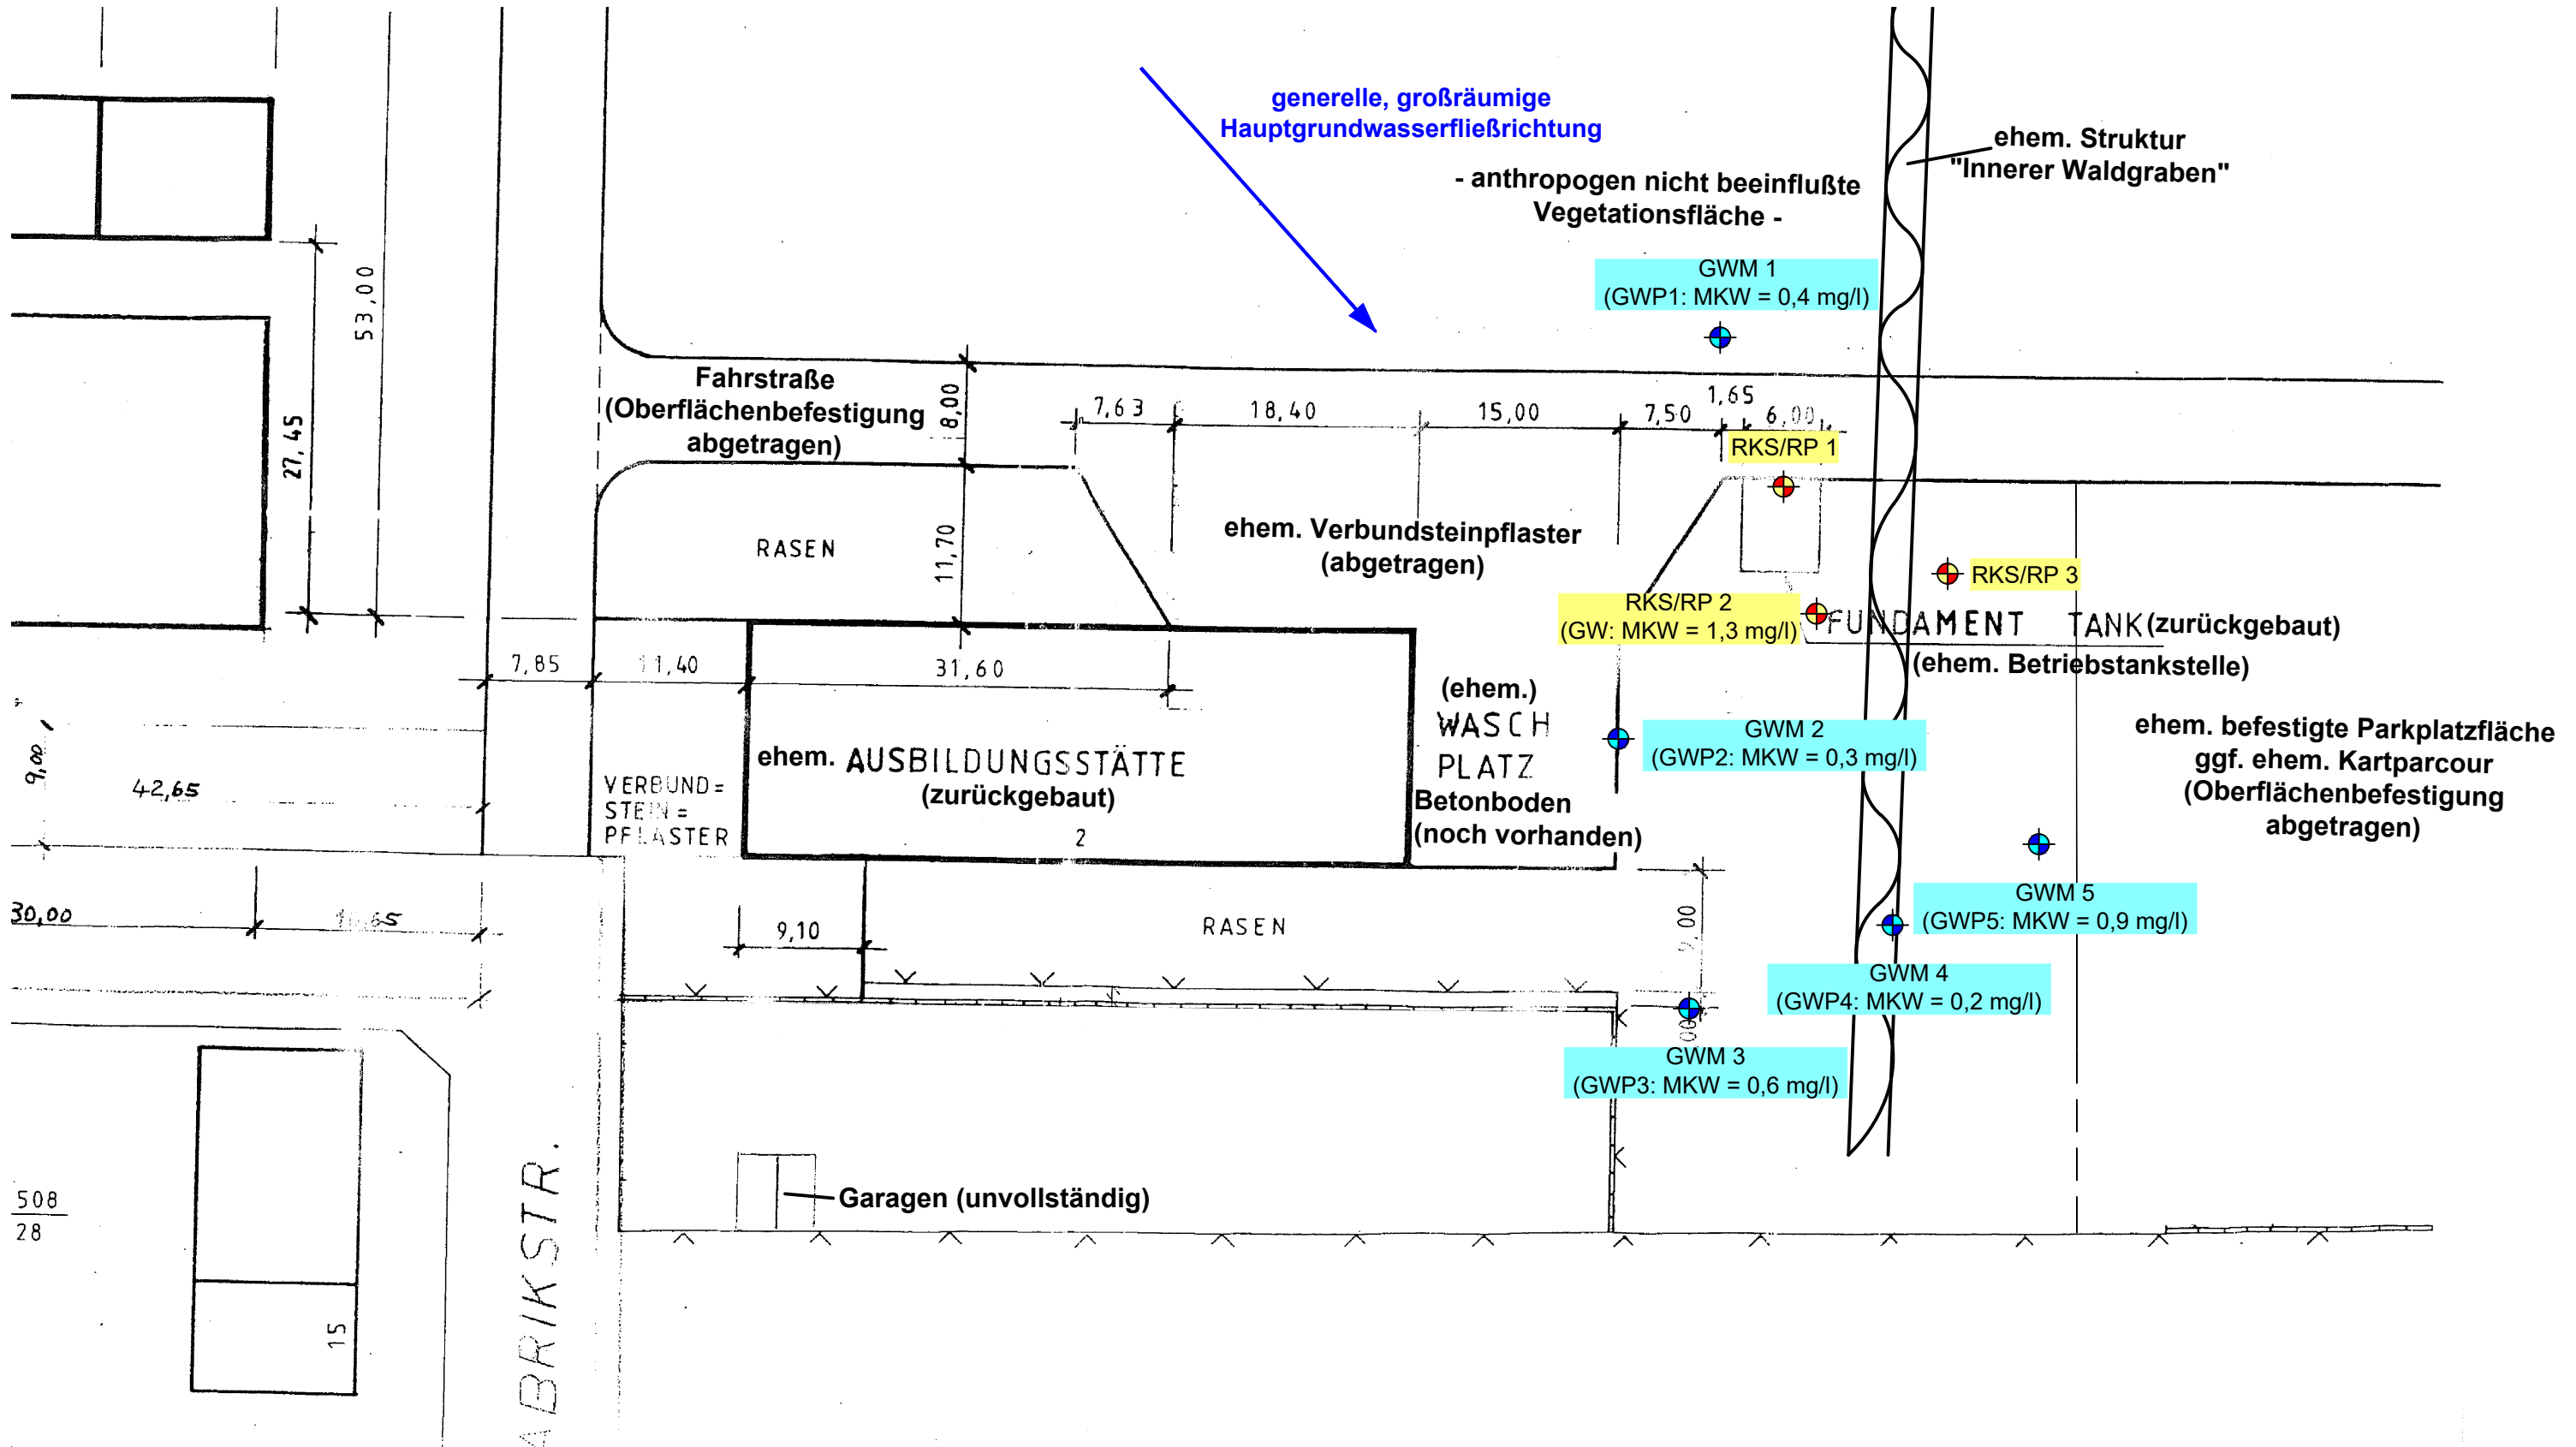 generelle, großräumige
Hauptgrundwasserfließrichtung
ehem. Struktur
"Innerer Waldgraben"
- anthropogen nicht beeinflußte
Vegetationsfläche -
GWM 1
(GWP1: MKW = 0,4 mg/l)
53,00
27,45
Fahrstraße
(Oberflächenbefestigung
abgetragen)
8,00
7,63
18,40
15,00
7,50
1,65
6,00
RKS/RP 1
RASEN
11,70
ehem. Verbundsteinpflaster
(abgetragen)
RKS/RP 3
RKS/RP 2
(GW: MKW = 1,3 mg/l)
FUNDAMENT TANK (zurückgebaut)
(ehem. Betriebstankstelle)
7,85
11,40
31,60
(ehem.)
WASCH
PLATZ
Betonboden
(noch vorhanden)
GWM 2
(GWP2: MKW = 0,3 mg/l)
ehem. befestigte Parkplatzfläche
ggf. ehem. Kartparcour
(Oberflächenbefestigung
abgetragen)
9,00
42,65
VERBUND=
STEIN=
PFLASTER
ehem. AUSBILDUNGSSTÄTTE
(zurückgebaut)
2
GWM 5
(GWP5: MKW = 0,9 mg/l)
30,00
9,10
RASEN
9,00
GWM 4
(GWP4: MKW = 0,2 mg/l)
GWM 3
(GWP3: MKW = 0,6 mg/l)
Garagen (unvollständig)
508
28
15
ABRIKSTR.